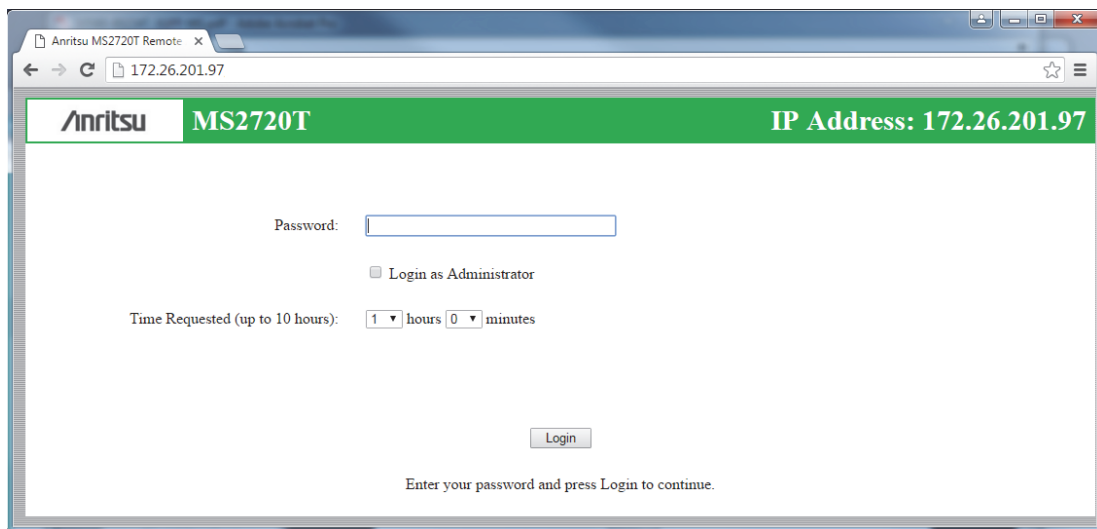 Anritsu MS2720T Remote
172.26.201.97
Anritsu MS2720T IP Address: 172.26.201.97
Password:
Login as Administrator
Time Requested (up to 10 hours): 1 hours 0 minutes
Login
Enter your password and press Login to continue.